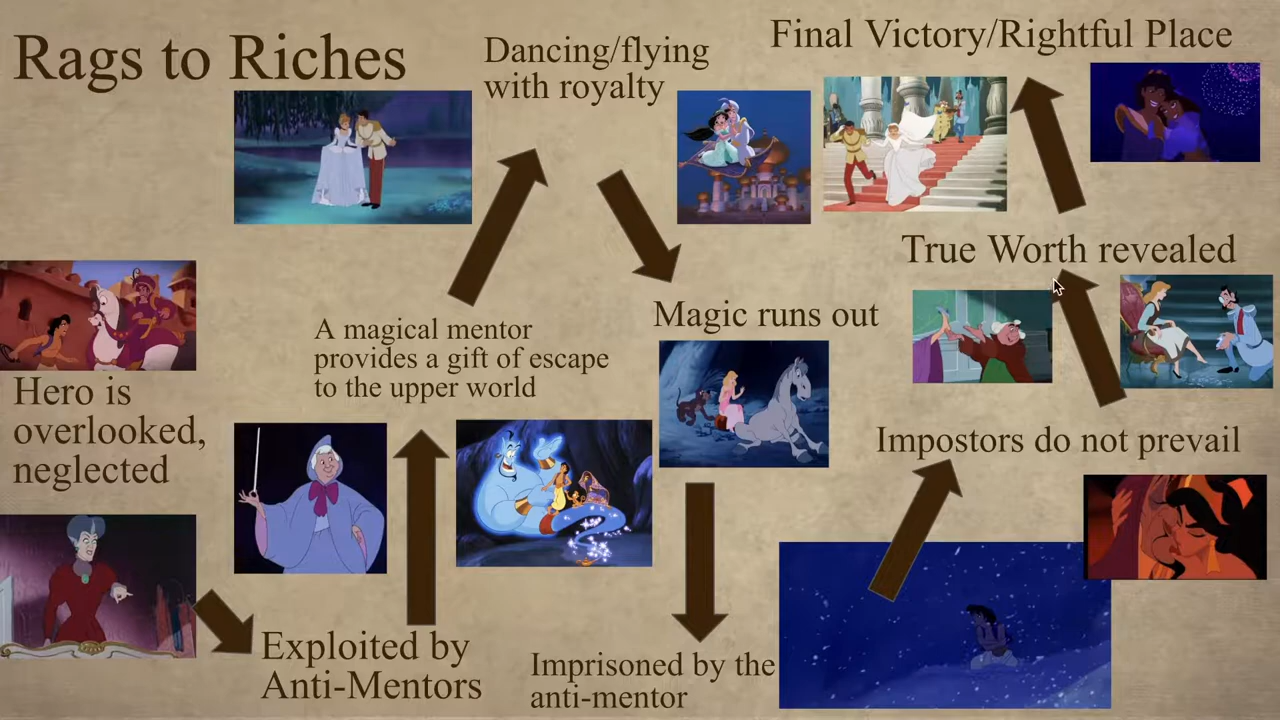 Rags to Riches
Hero is
overlooked,
neglected
Exploited by
Anti-Mentors
A magical mentor
provides a gift of escape
to the upper world
Dancing/flying
with royalty
Magic runs out
Imprisoned by the
anti-mentor
Impostors do not prevail
True Worth revealed
Final Victory/Rightful Place